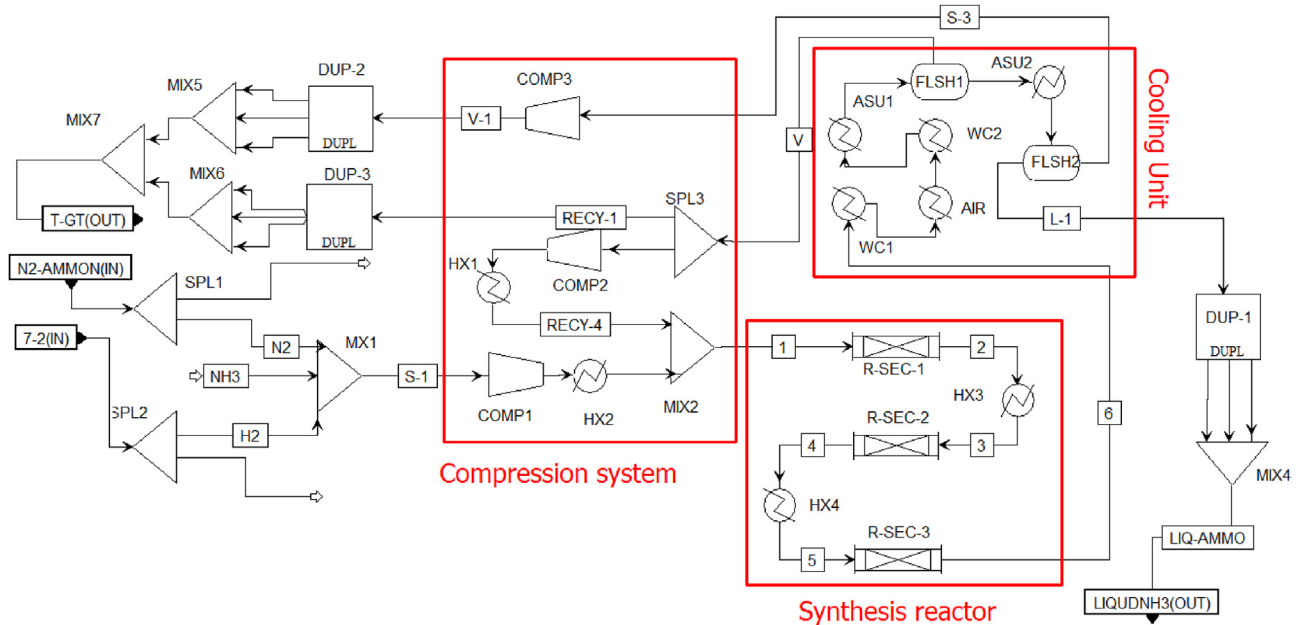 S-3
DUP-2
MIX5
COMP3
ASU2
FLSH1
MIX7
V-1
ASU1
V
WC2
DUPL
DUP-3
MIX6
FLSH2
SPL3
T-GT(OUT)
RECY-1
AIR
L-1
DUPL
WC1
N2-AMMON(IN)
SPL1
HX1
COMP2
Cooling Unit
7-2(IN)
N2
MX1
RECY-4
DUP-1
DUPL
NH3
S-1
1
R-SEC-1
2
SPL2
COMP1
HX2
MIX2
HX3
6
H2
R-SEC-2
4
3
Compression system
HX4
MIX4
R-SEC-3
5
LIQ-AMMO
LIQUDNH3(OUT)
Synthesis reactor